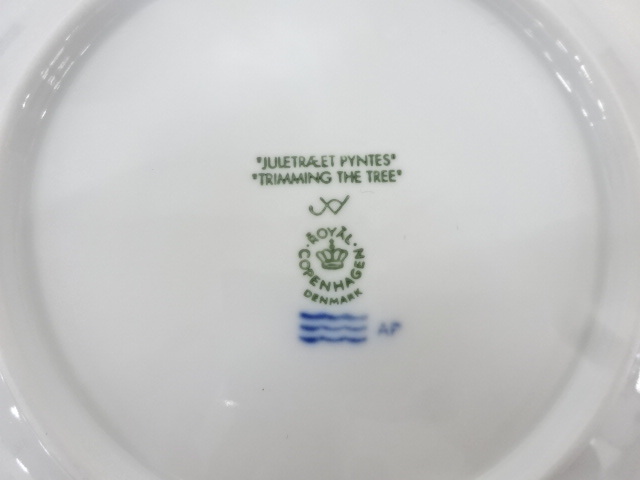 "JULETRÆET PYNTES"
"TRIMMING THE TREE"
ROYAL
COPENHAGEN
DENMARK
AP